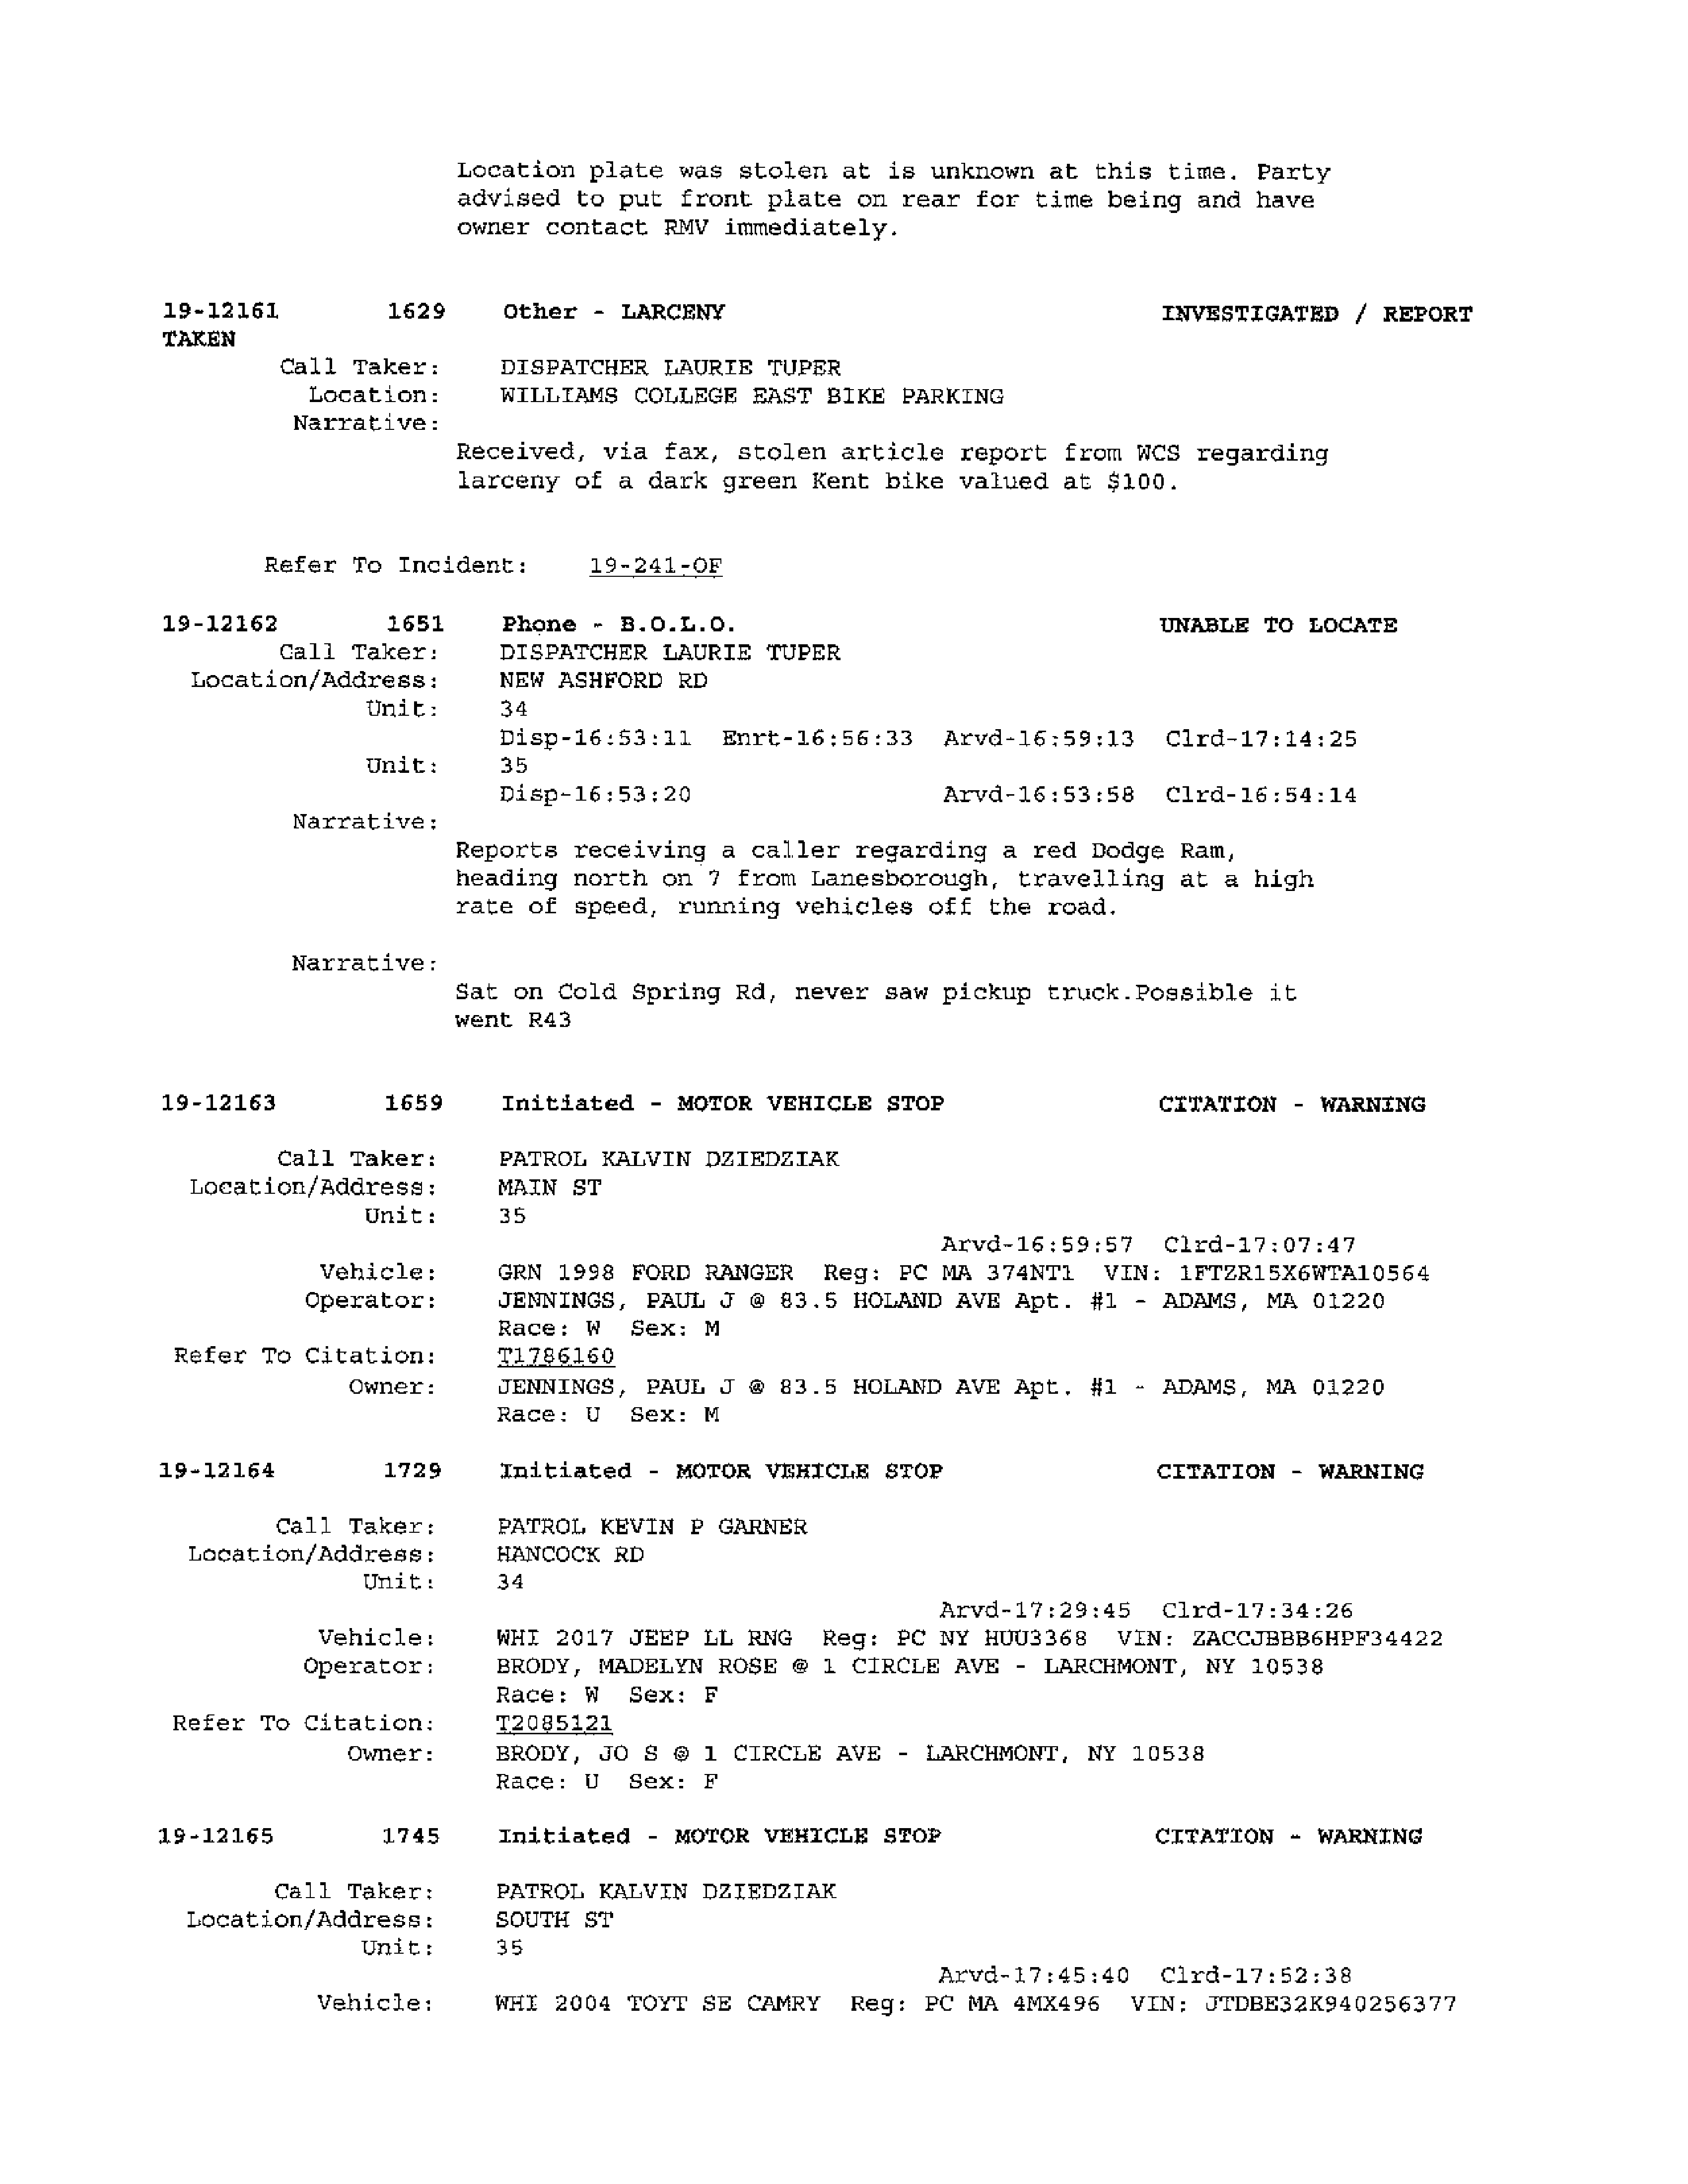 Location plate was stolen at is unknown at this time. Party
advised to put front plate on rear for time being and have
owner contact RMV immediately.
19-12161 1629 Other - LARCENY INVESTIGATED / REPORT
TAKEN
Call Taker: DISPATCHER LAURIE TUPER
Location: WILLIAMS COLLEGE EAST BIKE PARKING
Narrative:
Received, via fax, stolen article report from WCS regarding
larceny of a dark green Kent bike valued at $100.
Refer To Incident: 19-241-OF
19-12162 1651 Phone - B.O.L.O. UNABLE TO LOCATE
Call Taker: DISPATCHER LAURIE TUPER
Location/Address: NEW ASHFORD RD
Unit: 34
Disp-16:53:11 Enrt-16:56:33 Arvd-16:59:13 Clrd-17:14:25
Unit: 35
Disp-16:53:20 Arvd-16:53:58 Clrd-16:54:14
Narrative:
Reports receiving a caller regarding a red Dodge Ram,
heading north on 7 from Lanesborough, travelling at a high
rate of speed, running vehicles off the road.
Narrative:
Sat on Cold Spring Rd, never saw pickup truck.Possible it
went R43
19-12163 1659 Initiated - MOTOR VEHICLE STOP CITATION - WARNING
Call Taker: PATROL KALVIN DZIEDZIAK
Location/Address: MAIN ST
Unit: 35
Arvd-16:59:57 Clrd-17:07:47
Vehicle: GRN 1998 FORD RANGER Reg: PC MA 374NT1 VIN: 1FTZR15X6WTA10564
Operator: JENNINGS, PAUL J @ 83.5 HOLAND AVE Apt. #1 - ADAMS, MA 01220
Race: W Sex: M
Refer To Citation: T1786160
Owner: JENNINGS, PAUL J @ 83.5 HOLAND AVE Apt. #1 - ADAMS, MA 01220
Race: U Sex: M
19-12164 1729 Initiated - MOTOR VEHICLE STOP CITATION - WARNING
Call Taker: PATROL KEVIN P GARNER
Location/Address: HANCOCK RD
Unit: 34
Arvd-17:29:45 Clrd-17:34:26
Vehicle: WHI 2017 JEEP LL RNG Reg: PC NY HUU3368 VIN: ZACCJBBB6HPF34422
Operator: BRODY, MADELYN ROSE @ 1 CIRCLE AVE - LARCHMONT, NY 10538
Race: W Sex: F
Refer To Citation: T2085121
Owner: BRODY, JO S @ 1 CIRCLE AVE - LARCHMONT, NY 10538
Race: U Sex: F
19-12165 1745 Initiated - MOTOR VEHICLE STOP CITATION - WARNING
Call Taker: PATROL KALVIN DZIEDZIAK
Location/Address: SOUTH ST
Unit: 35
Arvd-17:45:40 Clrd-17:52:38
Vehicle: WHI 2004 TOYT SE CAMRY Reg: PC MA 4MX496 VIN: JTDBE32K940256377